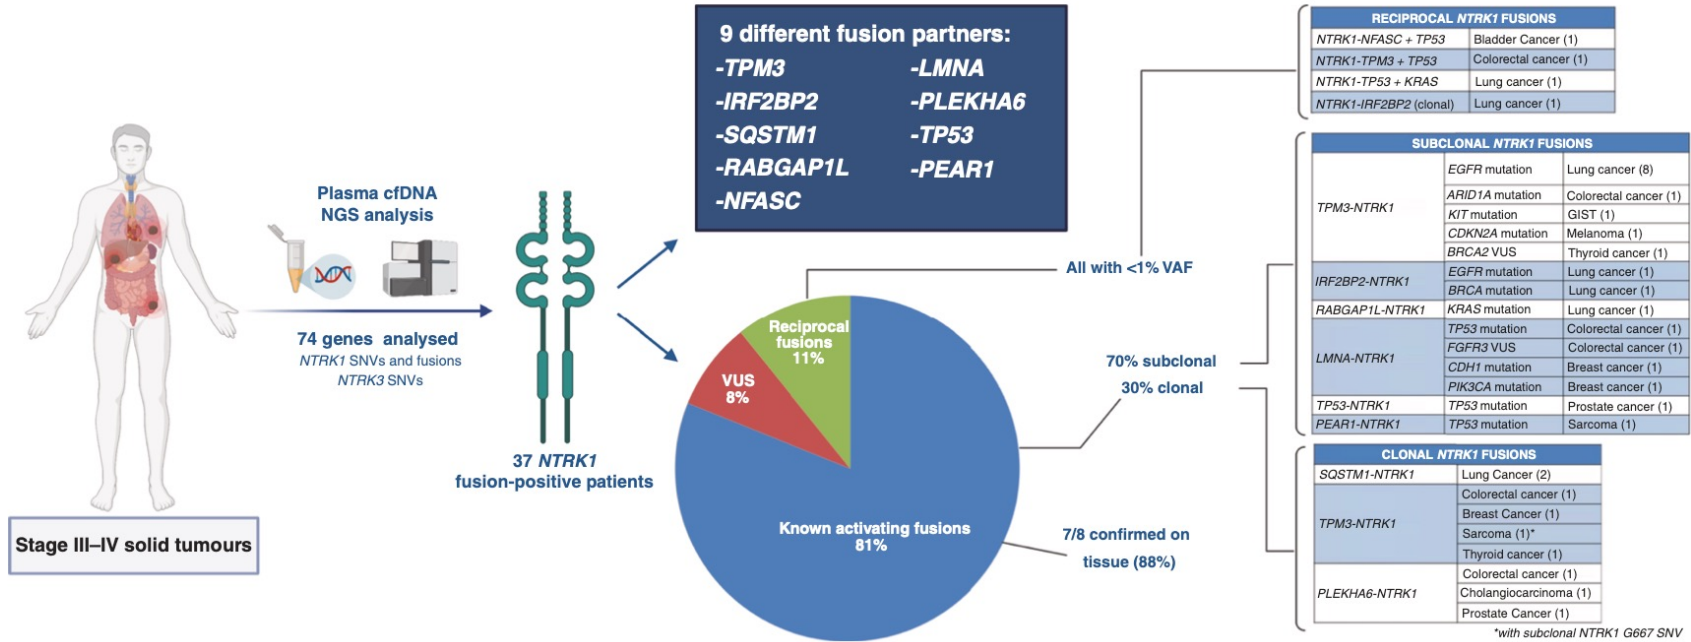 Stage III–IV solid tumours
Plasma cfDNA
NGS analysis
74 genes analysed
NTRK1 SNVs and fusions
NTRK3 SNVs
37 NTRK1
fusion-positive patients
9 different fusion partners:
-TPM3
-IRF2BP2
-SQSTM1
-RABGAP1L
-NFASC
-LMNA
-PLEKHA6
-TP53
-PEAR1
Reciprocal
fusions
11%
VUS
8%
Known activating fusions
81%
All with <1% VAF
70% subclonal
30% clonal
7/8 confirmed on
tissue (88%)
RECIPROCAL NTRK1 FUSIONS
NTRK1-NFASC + TP53 Bladder Cancer (1)
NTRK1-TPM3 + TP53 Colorectal cancer (1)
NTRK1-TP53 + KRAS Lung cancer (1)
NTRK1-IRF2BP2 (clonal) Lung cancer (1)
SUBCLONAL NTRK1 FUSIONS
TPM3-NTRK1
EGFR mutation Lung cancer (8)
ARID1A mutation Colorectal cancer (1)
KIT mutation GIST (1)
CDKN2A mutation Melanoma (1)
BRCA2 VUS Thyroid cancer (1)
IRF2BP2-NTRK1
EGFR mutation Lung cancer (1)
BRCA mutation Lung cancer (1)
RABGAP1L-NTRK1 KRAS mutation Lung cancer (1)
LMNA-NTRK1
TP53 mutation Colorectal cancer (1)
FGFR3 VUS Colorectal cancer (1)
CDH1 mutation Breast cancer (1)
PIK3CA mutation Breast cancer (1)
TP53-NTRK1 TP53 mutation Prostate cancer (1)
PEAR1-NTRK1 TP53 mutation Sarcoma (1)
CLONAL NTRK1 FUSIONS
SQSTM1-NTRK1 Lung Cancer (2)
TPM3-NTRK1
Colorectal cancer (1)
Breast Cancer (1)
Sarcoma (1)*
Thyroid cancer (1)
PLEKHA6-NTRK1
Colorectal cancer (1)
Cholangiocarcinoma (1)
Prostate Cancer (1)
*with subclonal NTRK1 G667 SNV